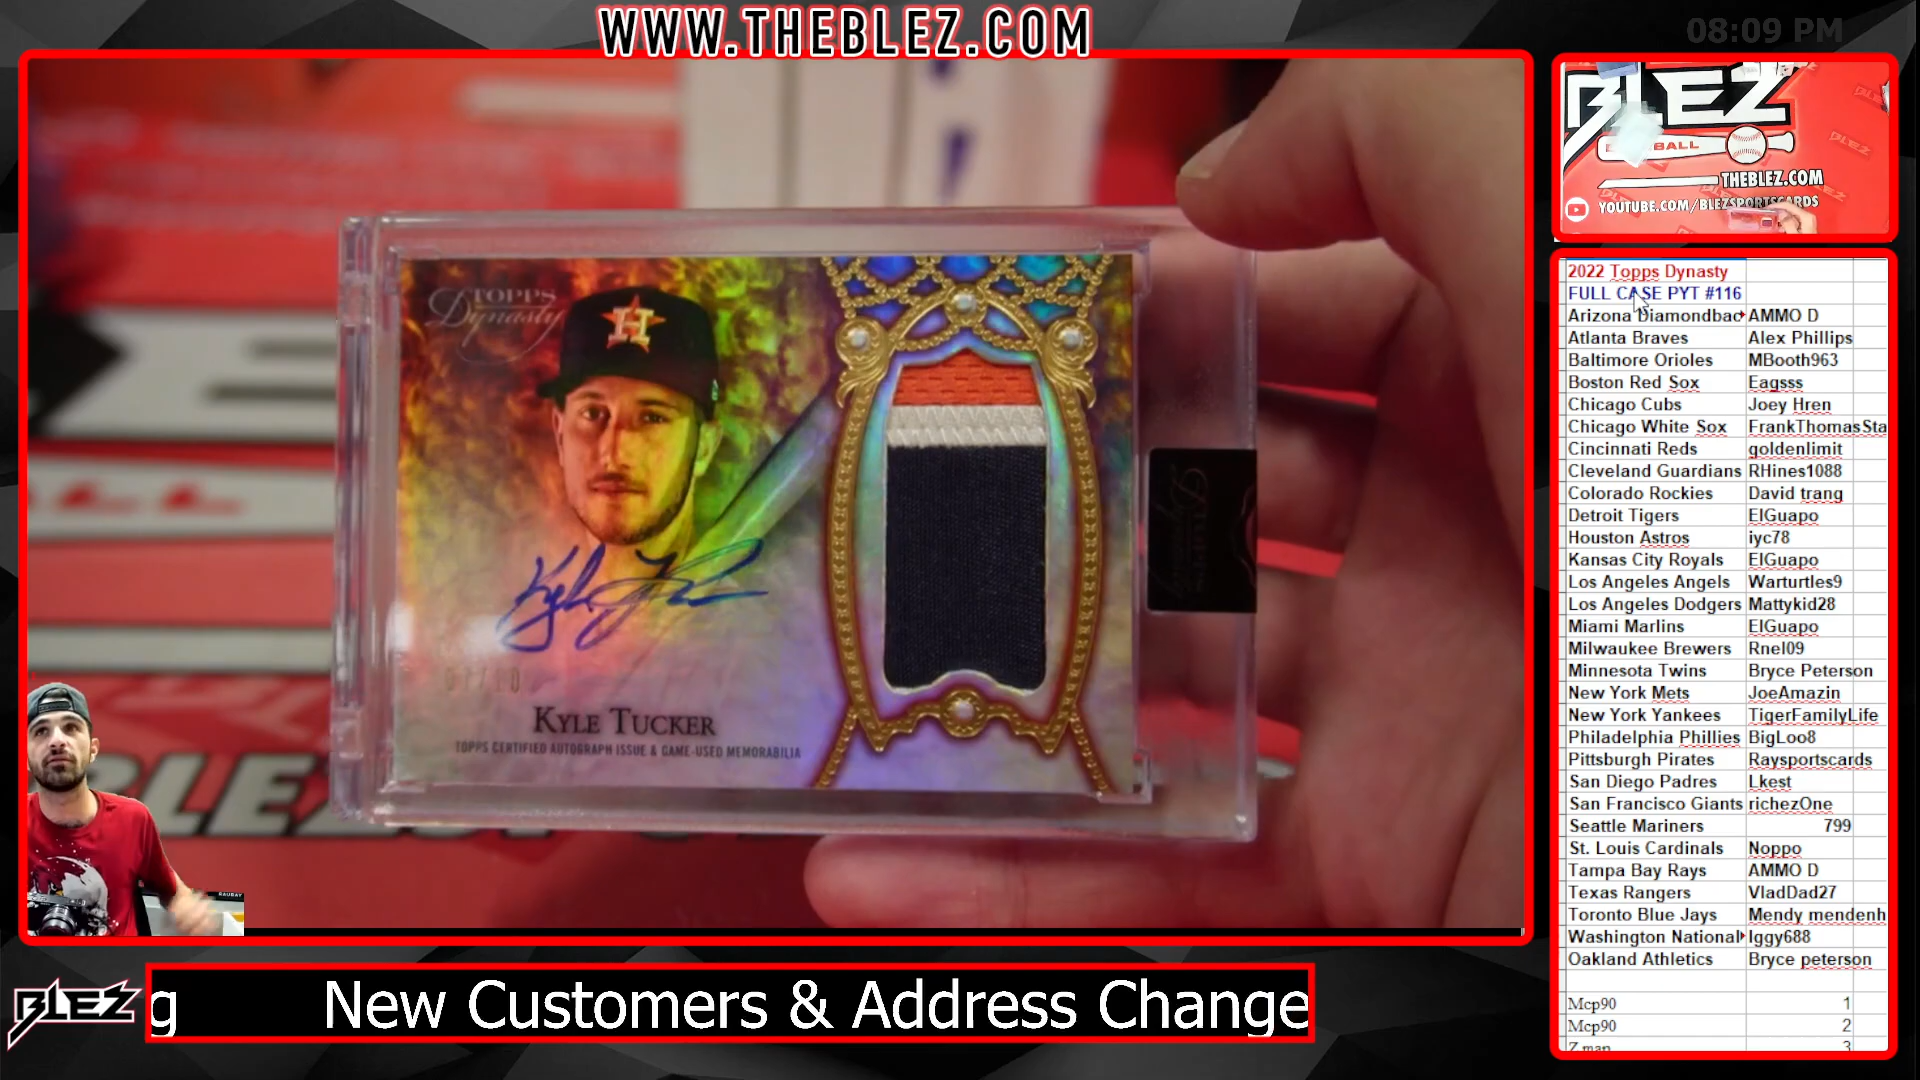 WWW.THEBLEZ.COM
08:09 PM
TOPPS
Dynasty
H
Kyle Tucker
TOPPS CERTIFIED AUTOGRAPH ISSUE & GAME-USED MEMORABILIA
BLEZ
BALL
THEBLEZ.COM
YOUTUBE.COM/BLEZSPORTSCARDS
2022 Topps Dynasty
FULL CASE PYT #116
Arizona Diamondbac AMMO D
Atlanta Braves Alex Phillips
Baltimore Orioles MBooth963
Boston Red Sox Eagsss
Chicago Cubs Joey Hren
Chicago White Sox FrankThomasSta
Cincinnati Reds goldenlimit
Cleveland Guardians RHines1088
Colorado Rockies David trang
Detroit Tigers ElGuapo
Houston Astros iyc78
Kansas City Royals ElGuapo
Los Angeles Angels Warturtles9
Los Angeles Dodgers Mattykid28
Miami Marlins ElGuapo
Milwaukee Brewers Rnel09
Minnesota Twins Bryce Peterson
New York Mets JoeAmazin
New York Yankees TigerFamilyLife
Philadelphia Phillies BigLoo8
Pittsburgh Pirates Raysportscards
San Diego Padres Lkest
San Francisco Giants richezOne
Seattle Mariners 799
St. Louis Cardinals Noppo
Tampa Bay Rays AMMO D
Texas Rangers VladDad27
Toronto Blue Jays Mendy mendenh
Washington National Iggy688
Oakland Athletics Bryce peterson
Mcp90 1
Mcp90 2
Z man 3
BLEZ
g New Customers & Address Change